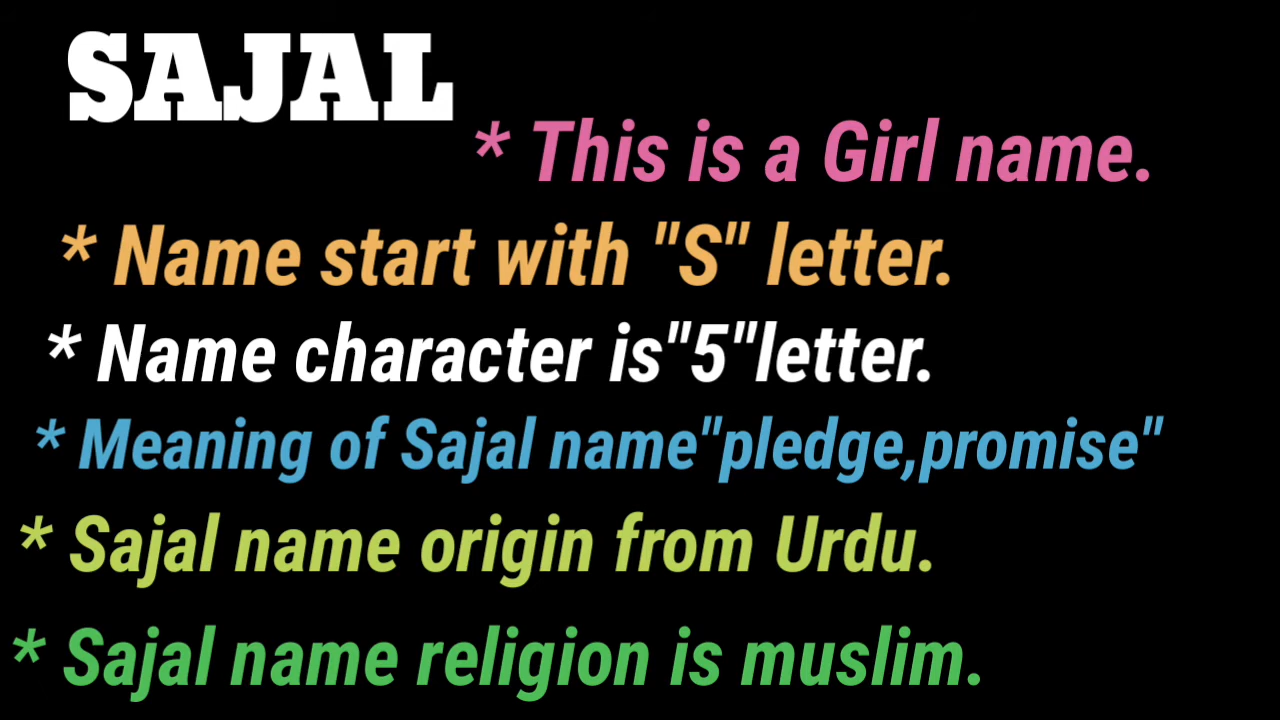 SAJAL
* This is a Girl name.
* Name start with "S" letter.
* Name character is"5"letter.
* Meaning of Sajal name"pledge,promise"
* Sajal name origin from Urdu.
* Sajal name religion is muslim.